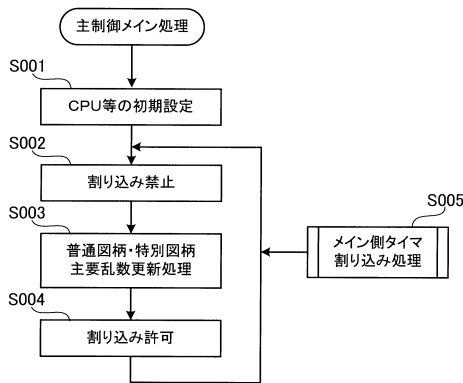 主制御メイン処理
S001
CPU等の初期設定
S002
割り込み禁止
S003
普通図柄・特別図柄
主要乱数更新処理
S004
割り込み許可
S005
メイン側タイマ
割り込み処理